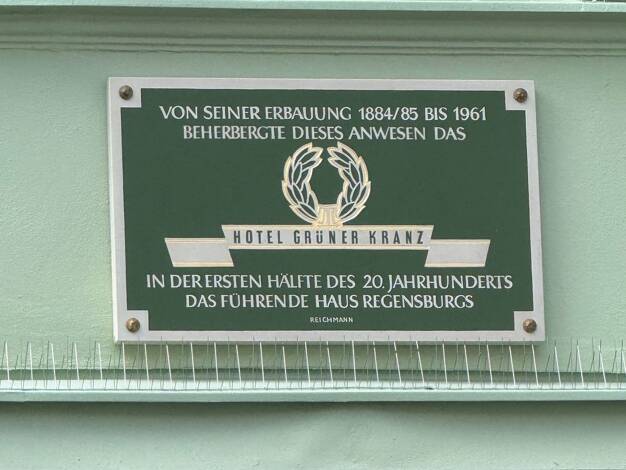 VON SEINER ERBAUUNG 1884/85 BIS 1961
BEHERBERGTE DIESES ANWESEN DAS
HOTEL GRÜNER KRANZ
IN DER ERSTEN HÄLFTE DES 20. JAHRHUNDERTS
DAS FÜHRENDE HAUS REGENSBURGS
REICHMANN